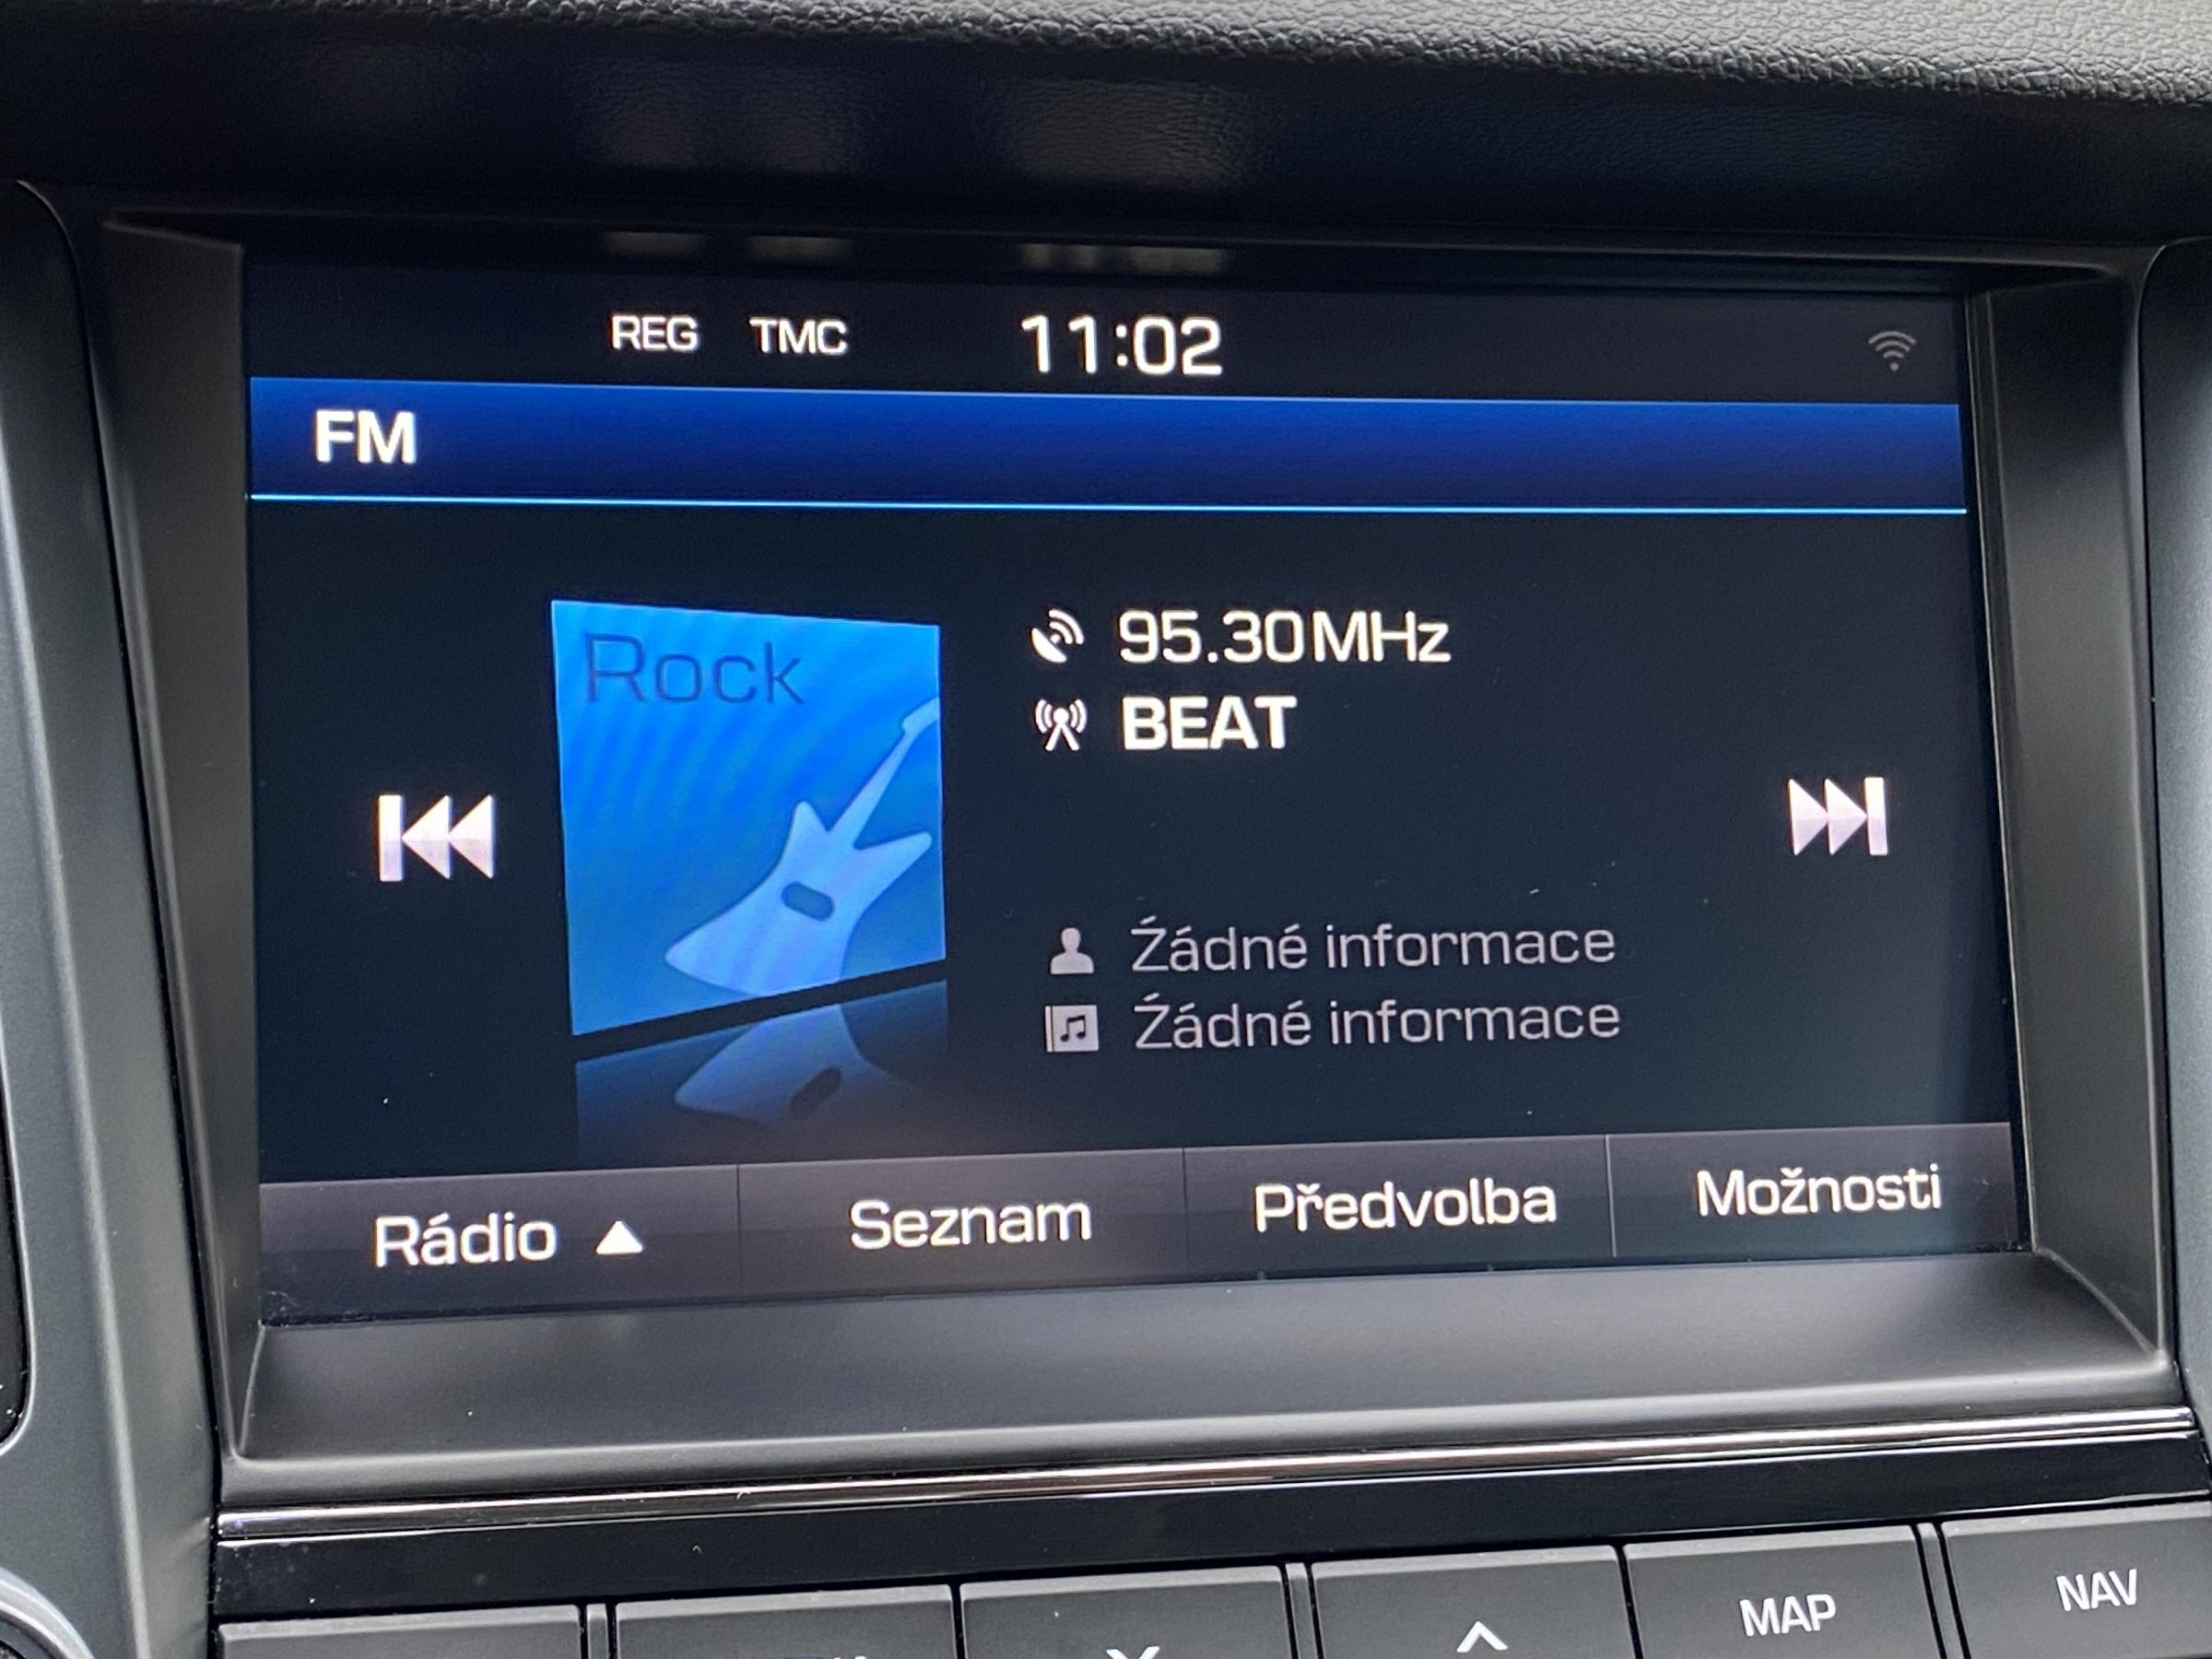 REG TMC 11:02
FM
Rock
95.30MHz
BEAT
Žádné informace
Žádné informace
Rádio Seznam Předvolba Možnosti
MAP NAV